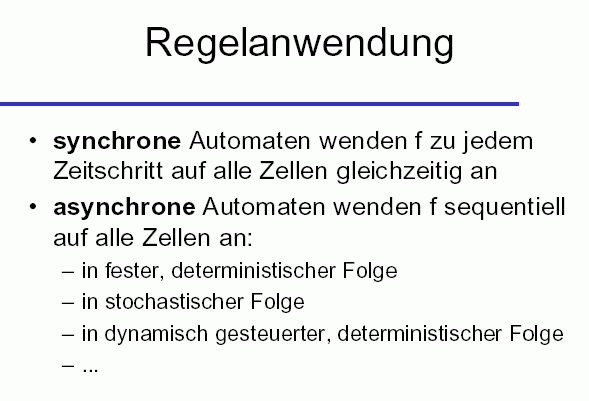 Regelanwendung
• synchrone Automaten wenden f zu jedem
Zeitschritt auf alle Zellen gleichzeitig an
• asynchrone Automaten wenden f sequentiell
auf alle Zellen an:
– in fester, deterministischer Folge
– in stochastischer Folge
– in dynamisch gesteuerter, deterministischer Folge
– ...